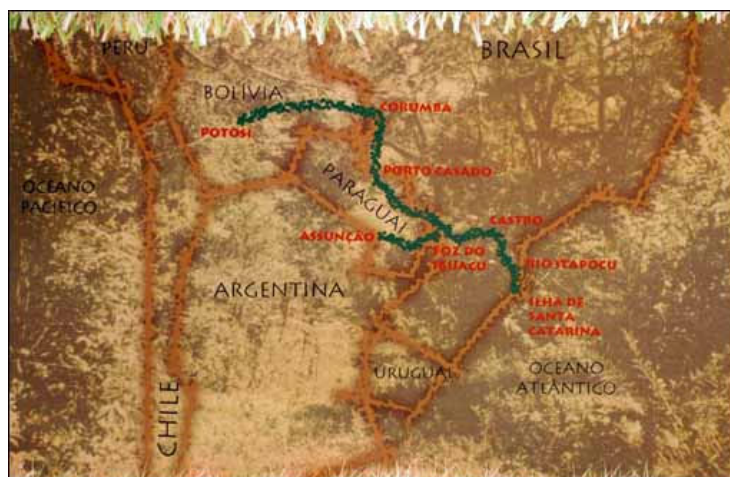 PERU
BRASIL
BOLÍVIA
CORUMBA
POTOSI
PORTO CASADO
OCEANO
PACIFICO
PARAGUAI
CASTRO
ASSUNÇÃO
FOZ DO
IGUAÇU
RIO ITAPOCU
ARGENTINA
ILHA DE
SANTA
CATARINA
URUGUAI
OCEANO
ATLÂNTICO
CHILE